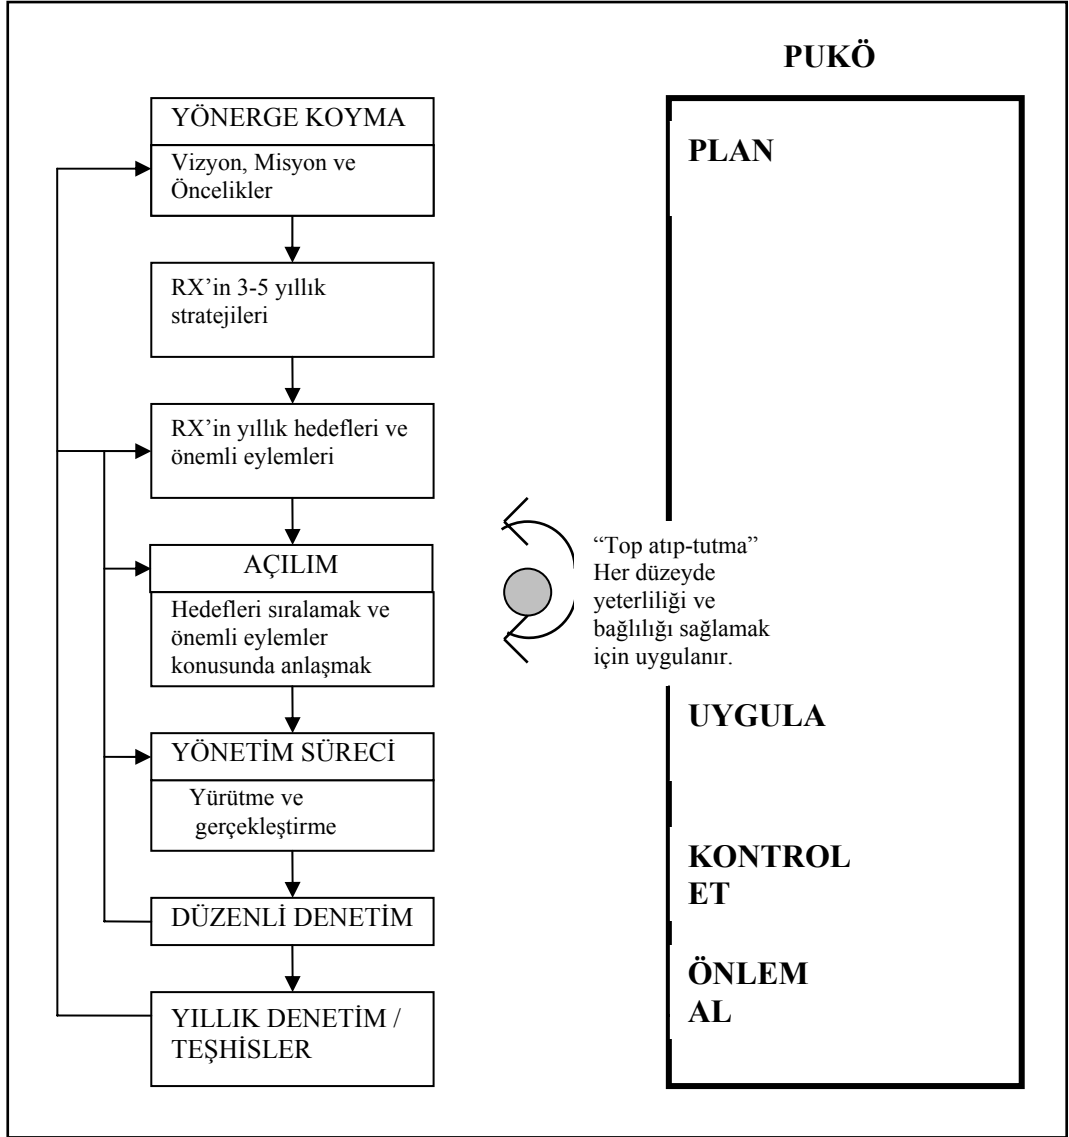 PUKÖ
YÖNERGE KOYMA
Vizyon, Misyon ve
Öncelikler
RX’in 3-5 yıllık
stratejileri
RX’in yıllık hedefleri ve
önemli eylemleri
AÇILIM
Hedefleri sıralamak ve
önemli eylemler
konusunda anlaşmak
YÖNETİM SÜRECİ
Yürütme ve
gerçekleştirme
DÜZENLİ DENETİM
YILLIK DENETİM /
TEŞHİSLER
“Top atıp-tutma”
Her düzeyde
yeterliliği ve
bağlılığı sağlamak
için uygulanır.
PLAN
UYGULA
KONTROL
ET
ÖNLEM
AL